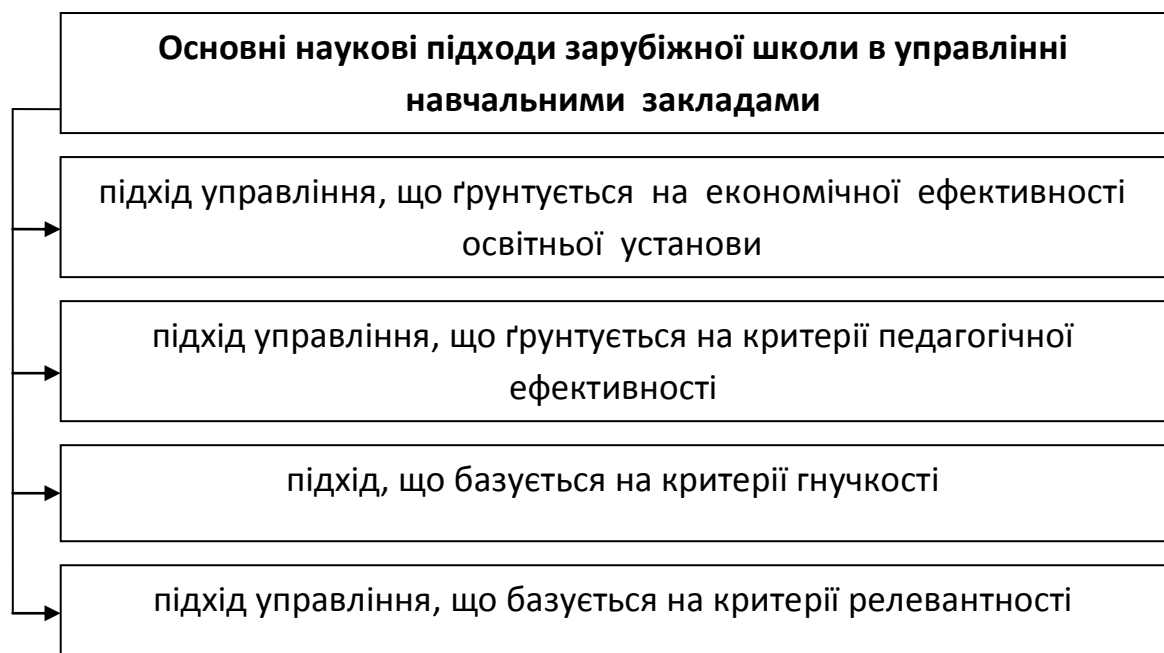 Основні наукові підходи зарубіжної школи в управлінні
навчальними закладами
підхід управління, що ґрунтується на економічної ефективності
освітньої установи
підхід управління, що ґрунтується на критерії педагогічної
ефективності
підхід, що базується на критерії гнучкості
підхід управління, що базується на критерії релевантності